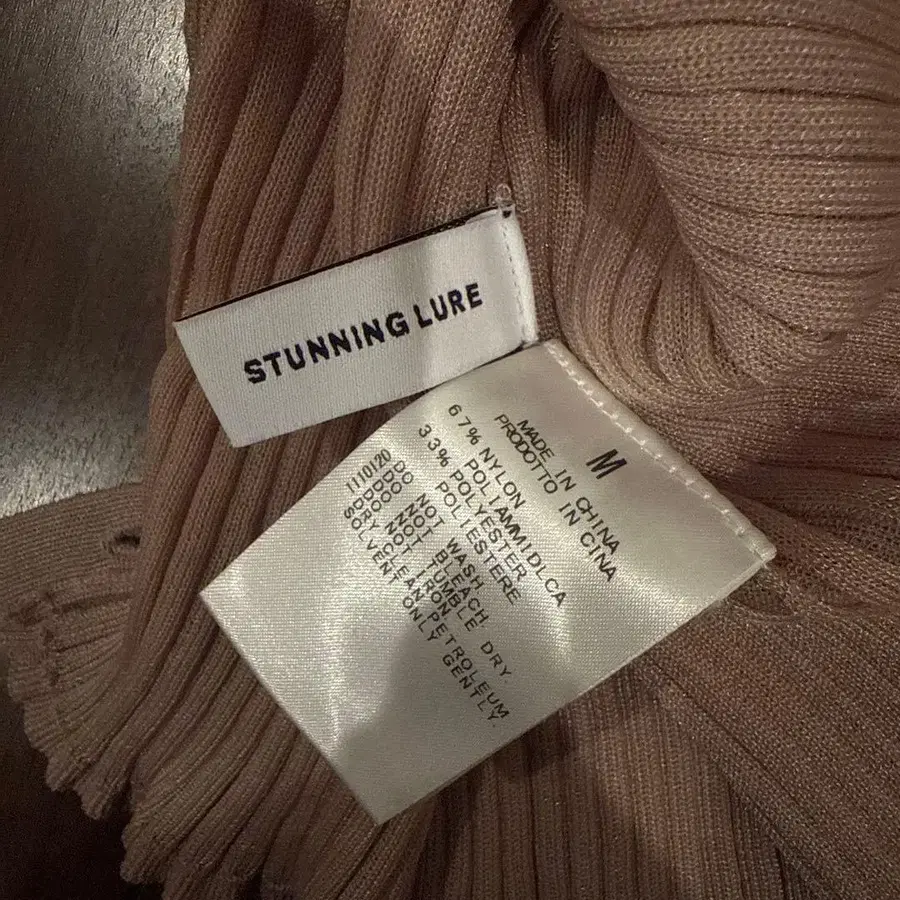 STUNNING LURE
M
MADE IN CHINA
PRODOTTO IN CINA
67% NYLON
POLIAMMIDLCA
33% POLYESTER
POLIESTERE
1110120
DO NOT WASH
DO NOT BLEACH
DO NOT TUMBLE DRY.
DO NOT IRON
DRY CLEAN PETROLEUM
SOLVENT ONLY GENTLY.